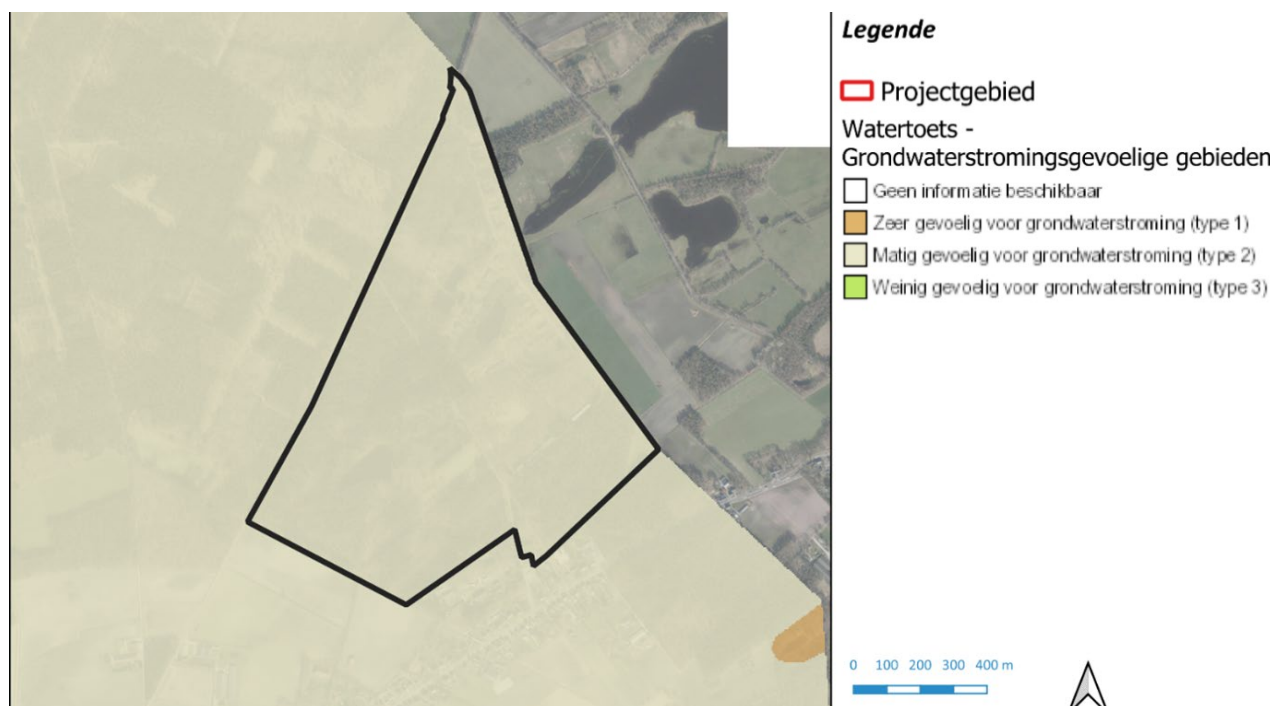 Legende
Projectgebied
Watertoets -
Grondwaterstromingsgevoelige gebieden
Geen informatie beschikbaar
Zeer gevoelig voor grondwaterstroming (type 1)
Matig gevoelig voor grondwaterstroming (type 2)
Weinig gevoelig voor grondwaterstroming (type 3)
0 100 200 300 400 m